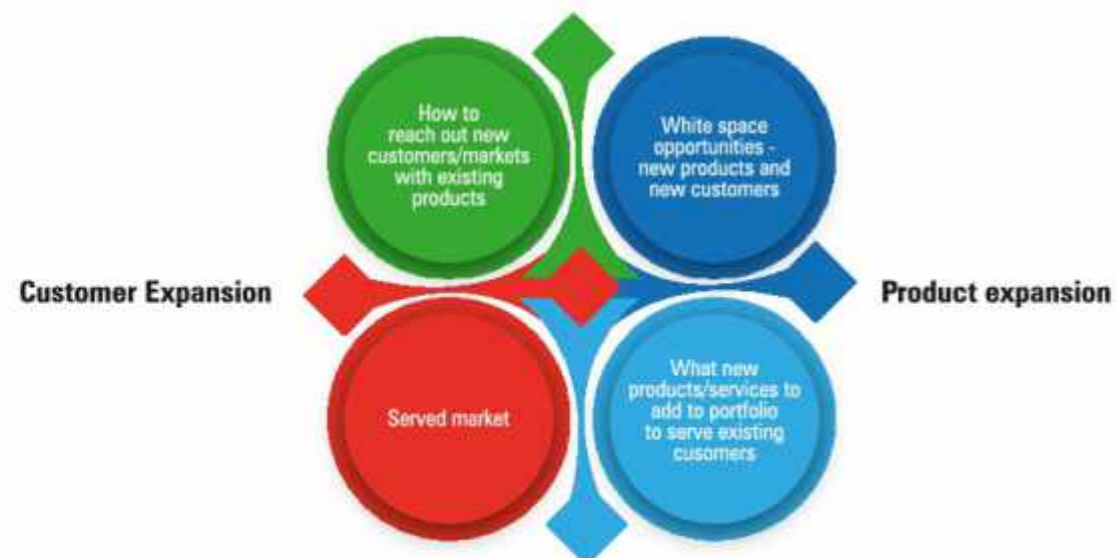 How to
reach out new
customers/markets
with existing
products
White space
opportunities -
new products and
new customers
Customer Expansion
Product expansion
Served market
What new
products/services to
add to portfolio
to serve existing
cusomers